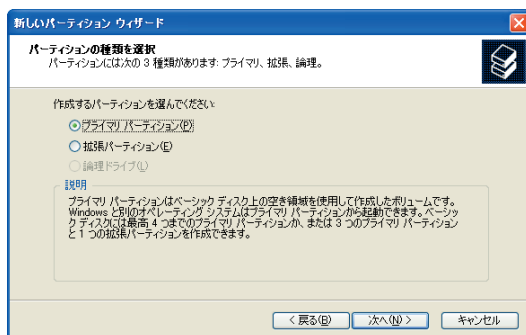 新しいパーティション ウィザード
パーティションの種類を選択
パーティションには次の 3 種類があります: プライマリ、拡張、論理。
作成するパーティションを選んでください:
プライマリ パーティション(P)
拡張パーティション(E)
論理ドライブ(L)
説明
プライマリ パーティションはベーシック ディスク上の空き領域を使用して作成したボリュームです。
Windows と別のオペレーティング システムはプライマリ パーティションから起動できます。ベーシッ
ク ディスクには最高 4 つまでのプライマリ パーティションか、または 3 つのプライマリ パーティション
と 1 つの拡張パーティションを作成できます。
< 戻る(B)
次へ(N) >
キャンセル